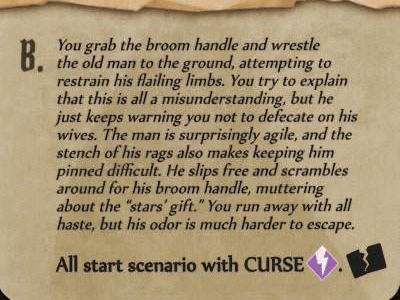 B.
You grab the broom handle and wrestle
the old man to the ground, attempting to
restrain his flailing limbs. You try to explain
that this is all a misunderstanding, but he
just keeps warning you not to defecate on his
wives. The man is surprisingly agile, and the
stench of his rags also makes keeping him
pinned difficult. He slips free and scrambles
around for his broom handle, muttering
about the “stars’ gift.” You run away with all
haste, but his odor is much harder to escape.
All start scenario with CURSE .